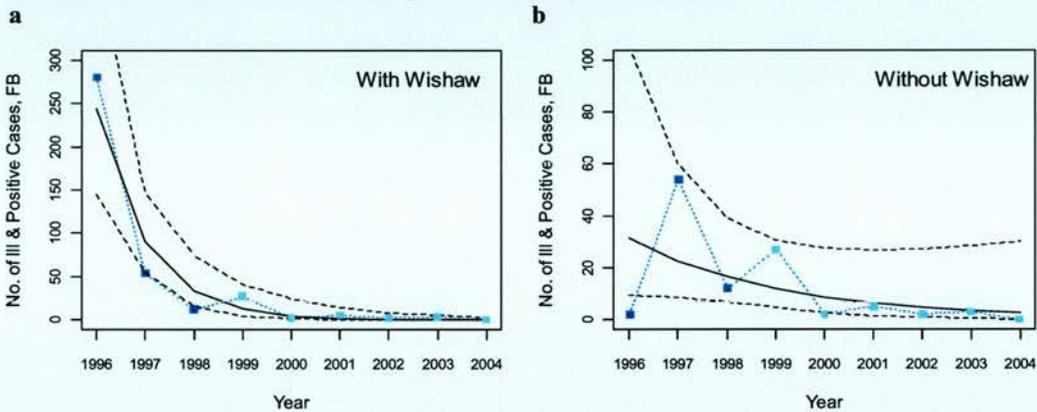 a
With Wishaw
No. of Ill & Positive Cases, FB
300
250
200
150
100
50
0
1996 1997 1998 1999 2000 2001 2002 2003 2004
Year
b
Without Wishaw
No. of Ill & Positive Cases, FB
100
80
60
40
20
0
1996 1997 1998 1999 2000 2001 2002 2003 2004
Year